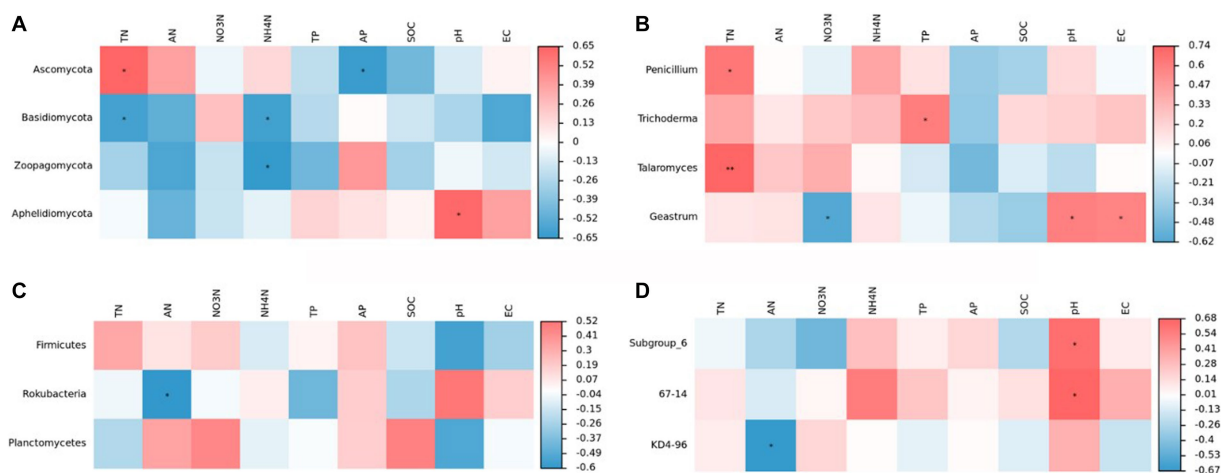 A
TN AN NO3N NH4N TP AP SOC pH EC
Ascomycota * *
Basidiomycota * *
Zoopagomycota *
Aphelidiomycota *
0.65
0.52
0.39
0.26
0.13
0
-0.13
-0.26
-0.39
-0.52
-0.65
B
TN AN NO3N NH4N TP AP SOC pH EC
Penicillium *
Trichoderma *
Talaromyces **
Geastrum * * *
0.74
0.6
0.47
0.33
0.2
0.06
-0.07
-0.21
-0.34
-0.48
-0.62
C
TN AN NO3N NH4N TP AP SOC pH EC
Firmicutes
Rokubacteria *
Planctomycetes
0.52
0.41
0.3
0.19
0.07
-0.04
-0.15
-0.26
-0.37
-0.49
-0.6
D
TN AN NO3N NH4N TP AP SOC pH EC
Subgroup_6 *
67-14 *
KD4-96 *
0.68
0.54
0.41
0.27
0.14
0.01
-0.13
-0.26
-0.4
-0.53
-0.67